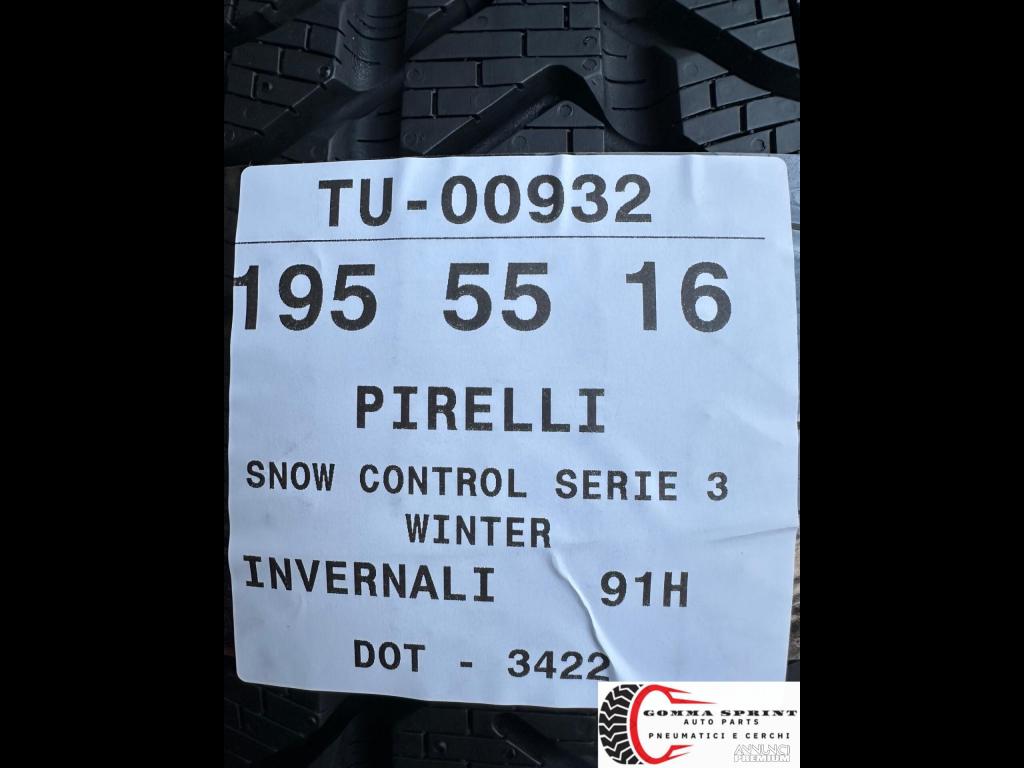 TU-00932
195 55 16
PIRELLI
SNOW CONTROL SERIE 3
WINTER
INVERNALI 91H
DOT - 3422
GOMMA SPRINT
AUTO PARTS
PNEUMATICI E CERCHI
ANNUNCI
PREMIUM